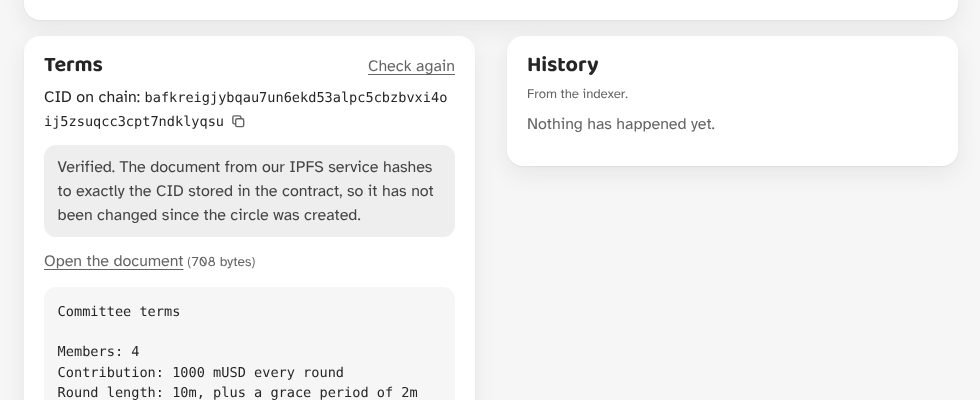 Terms
Check again
CID on chain: bafkreigjybqau7un6ekd53alpc5cbzbvxi4o
ij5zsuqcc3cpt7ndklyqsu
Verified. The document from our IPFS service hashes
to exactly the CID stored in the contract, so it has not
been changed since the circle was created.
Open the document (708 bytes)
Committee terms
Members: 4
Contribution: 1000 mUSD every round
Round length: 10m, plus a grace period of 2m
History
From the indexer.
Nothing has happened yet.